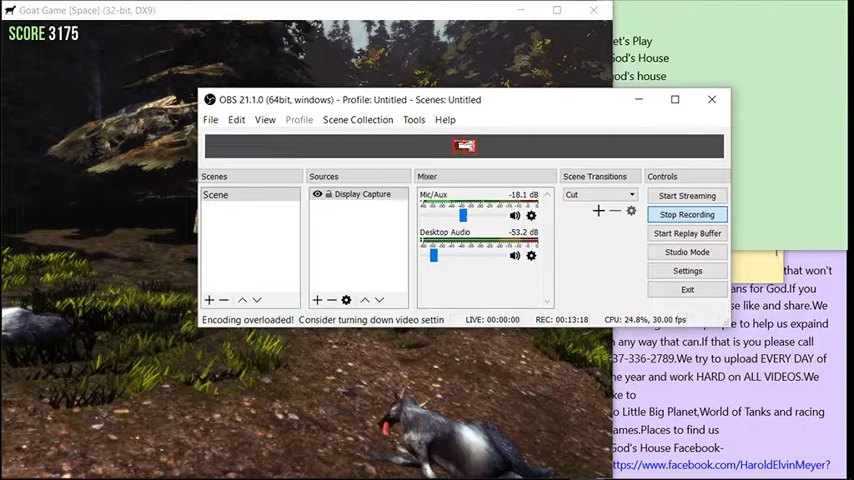 Goat Game [Space] (32-bit, DX9)
SCORE 3175
et's Play
God's House
God's house
OBS 21.1.0 (64bit, windows) - Profile: Untitled - Scenes: Untitled
File Edit View Profile Scene Collection Tools Help
Scenes Sources Mixer Scene Transitions Controls
Scene
Display Capture
Mic/Aux -18.1 dB
Desktop Audio -53.2 dB
Cut
Start Streaming
Stop Recording
Start Replay Buffer
Studio Mode
Settings
Exit
Encoding overloaded! Consider turning down video settin LIVE: 00:00:00 REC: 00:13:18 CPU: 24.8%, 30.00 fps
that won't
ans for God.If you
se like and share.We
people to help us expaind
n any way that can.If that is you please call
37-336-2789.We try to upload EVERY DAY of
he year and work HARD on ALL VIDEOS.We
ke to
o Little Big Planet,World of Tanks and racing
ames.Places to find us
God's House Facebook-
https://www.facebook.com/HaroldElvinMeyer?